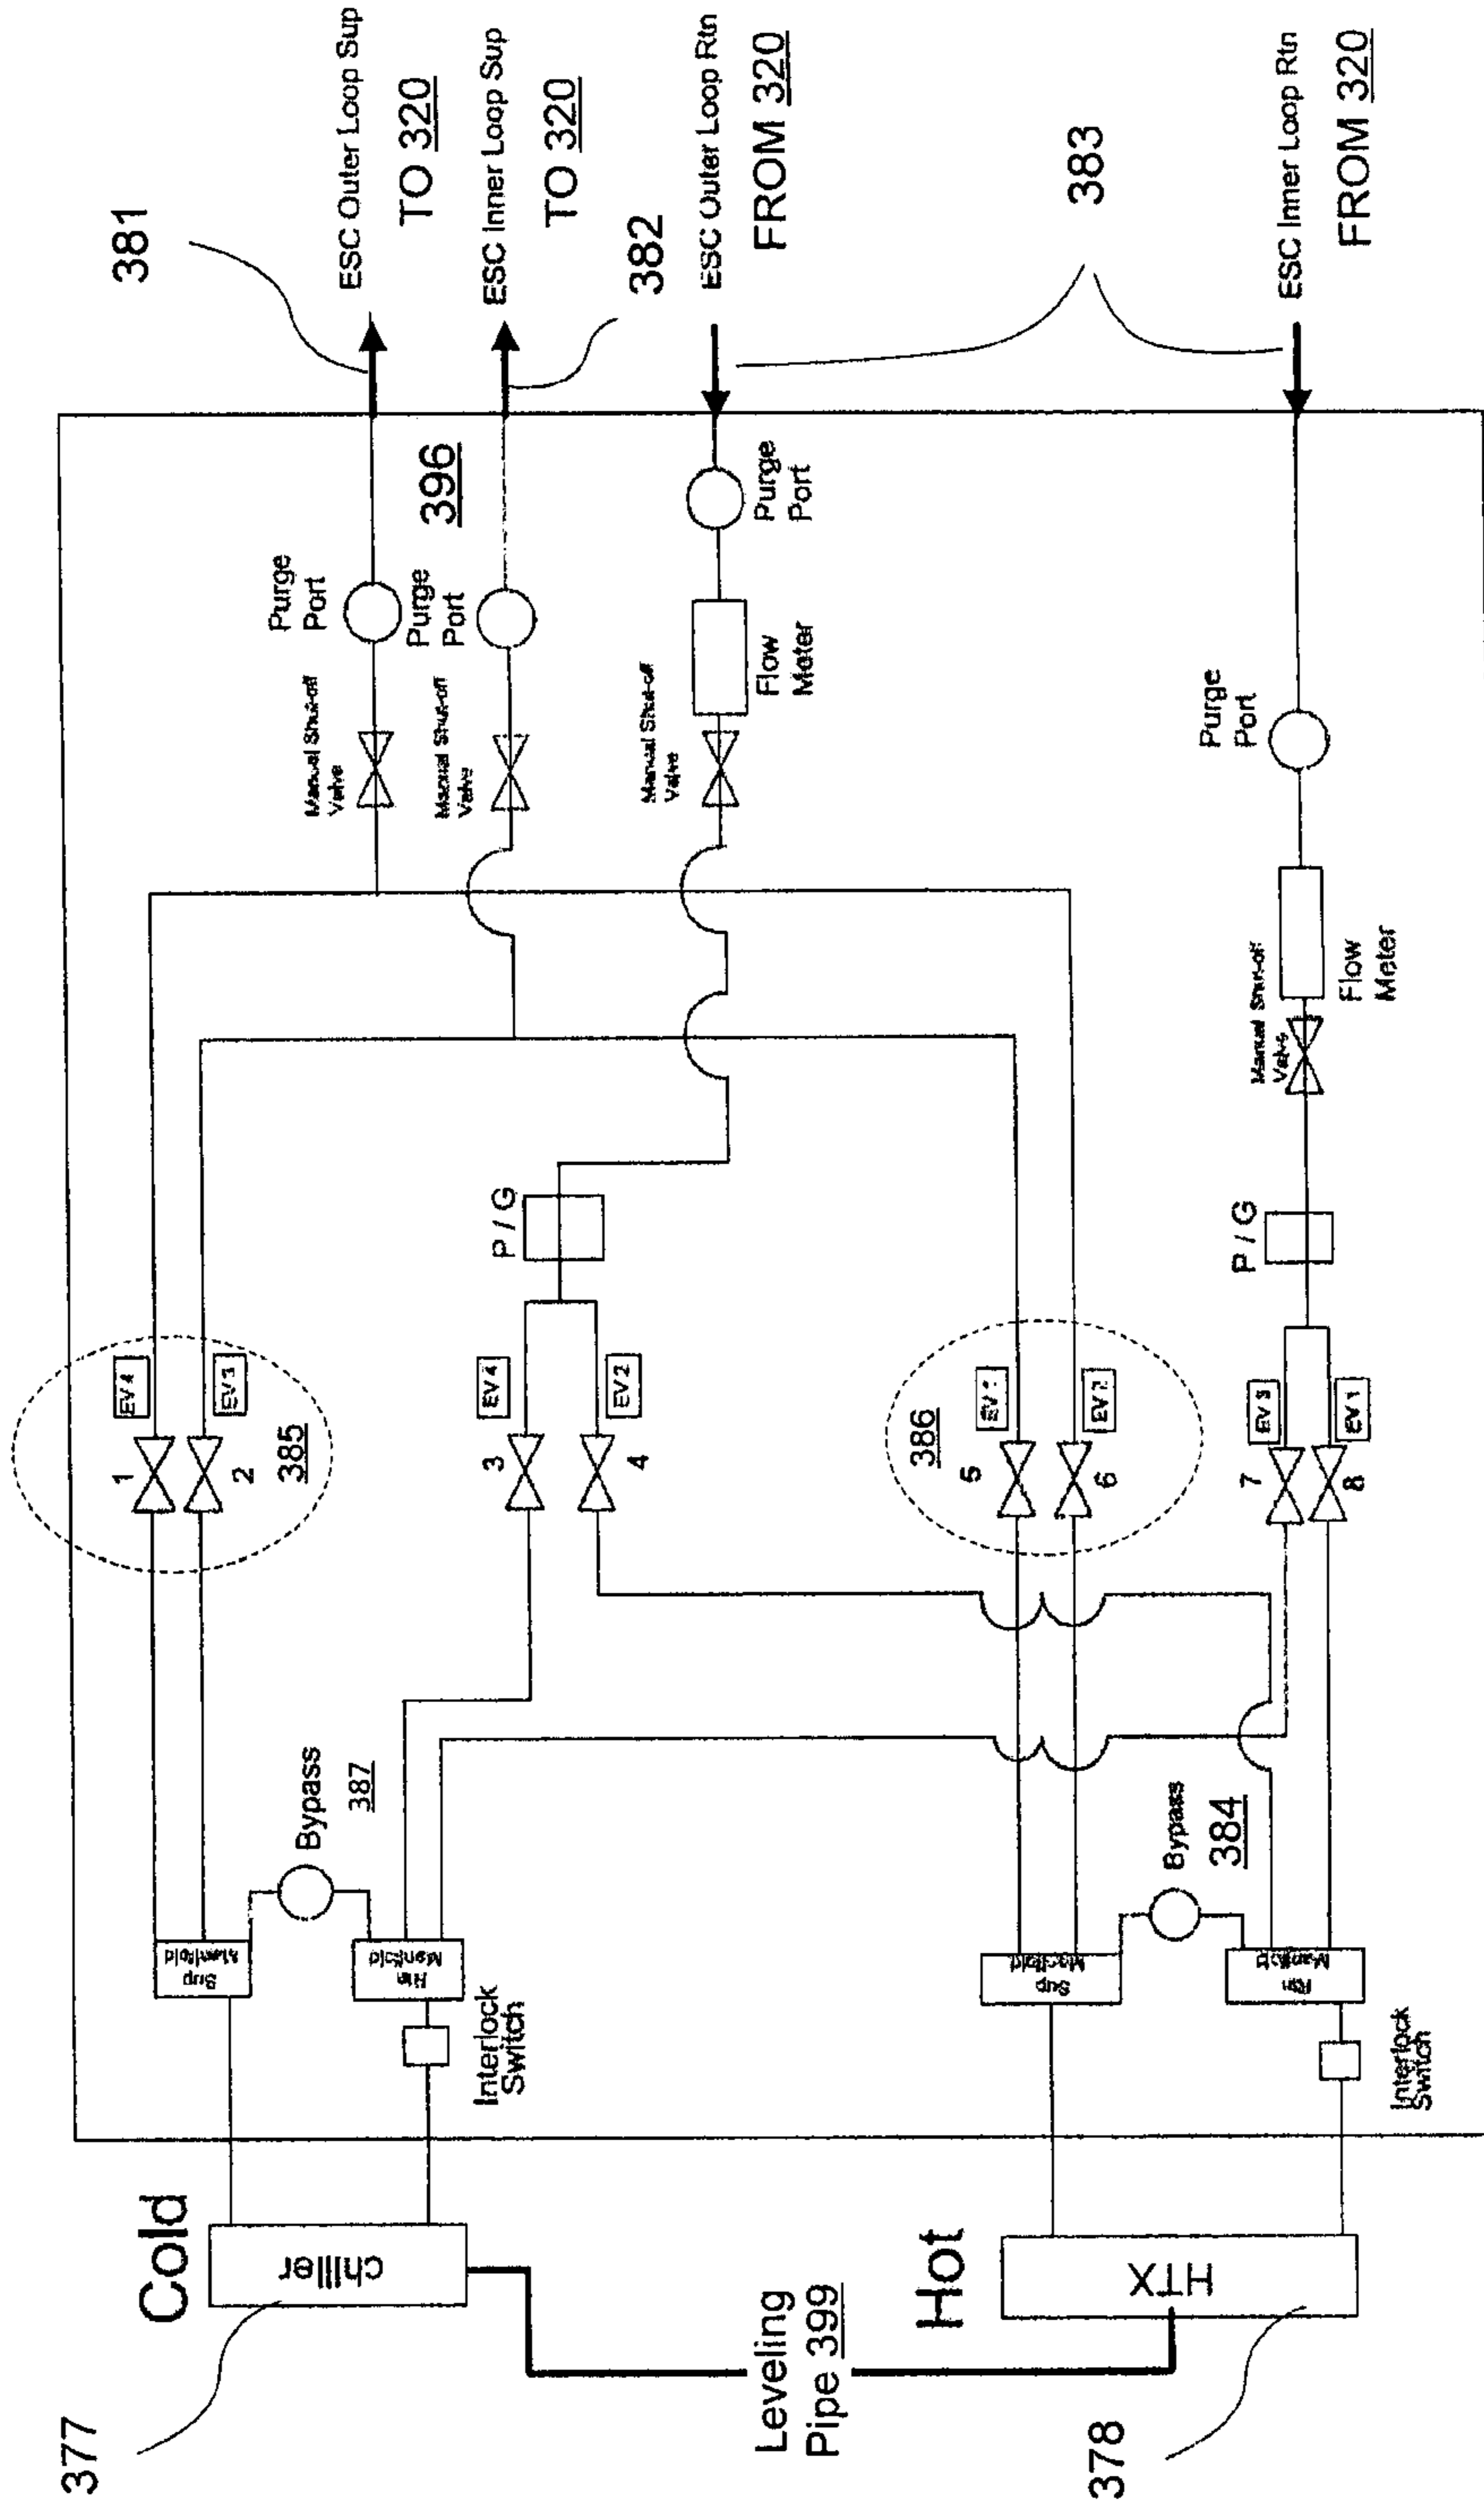 381
ESC Outer Loop Sup
TO 320
ESC Inner Loop Sup
TO 320
382
ESC Outer Loop Rtn
FROM 320
383
ESC Inner Loop Rtn
FROM 320
396
Purge
Port
Purge
Port
Purge
Port
Purge
Port
Manual Shut-off
Valve
Manual Shut-off
Valve
Manual Shut-off
Valve
Manual Shut-off
Valve
Flow
Meter
Flow
Meter
P / G
P / G
EV 3
EV 4
EV 2
EV 1
1
2
385
3
4
386
5
6
7
8
Bypass
387
Bypass
384
Sup
Manifold
Rtn
Manifold
Sup
Manifold
Rtn
Manifold
Interlock
Switch
Interlock
Switch
Cold
chiller
377
Hot
HTX
378
Leveling
Pipe 399